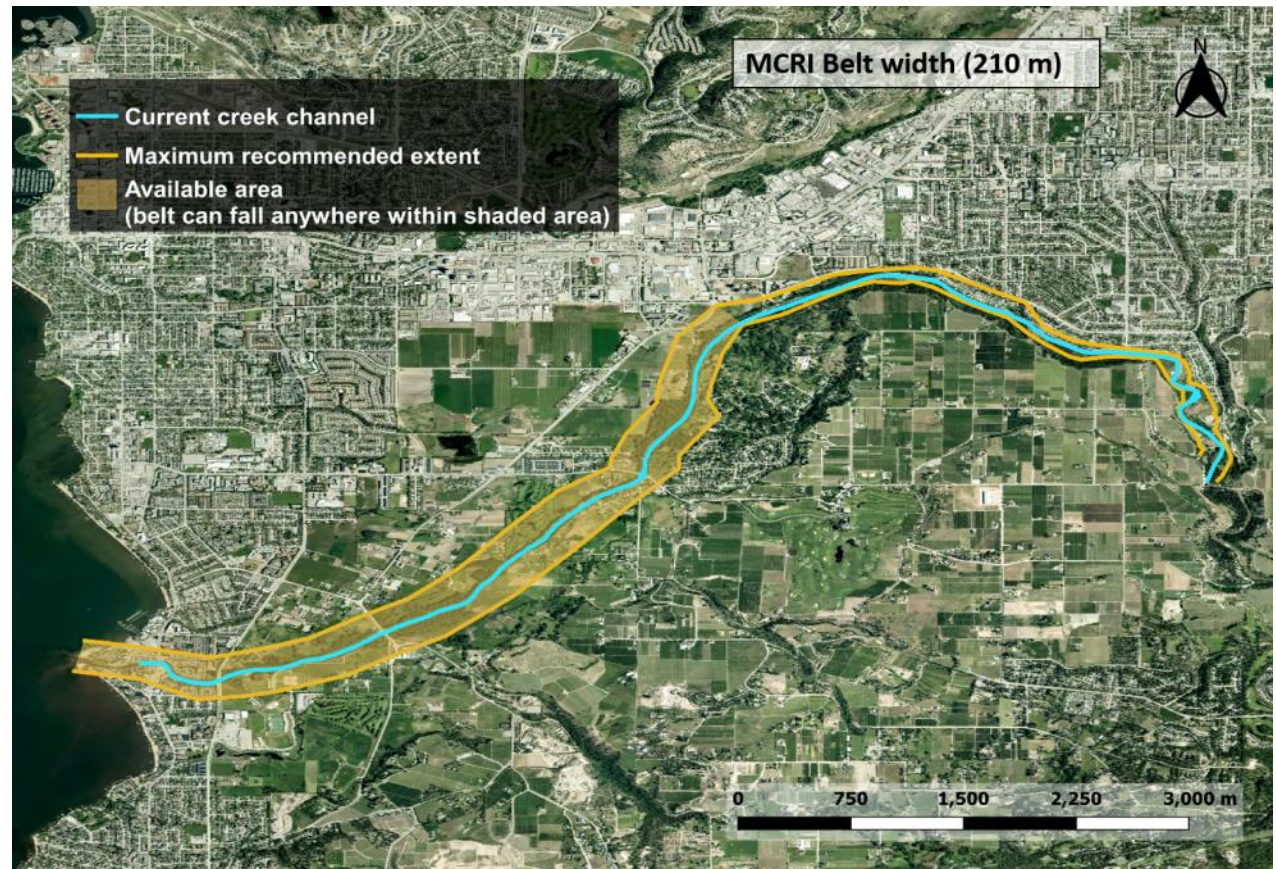 MCRI Belt width (210 m)
N
Current creek channel
Maximum recommended extent
Available area
(belt can fall anywhere within shaded area)
0 750 1,500 2,250 3,000 m